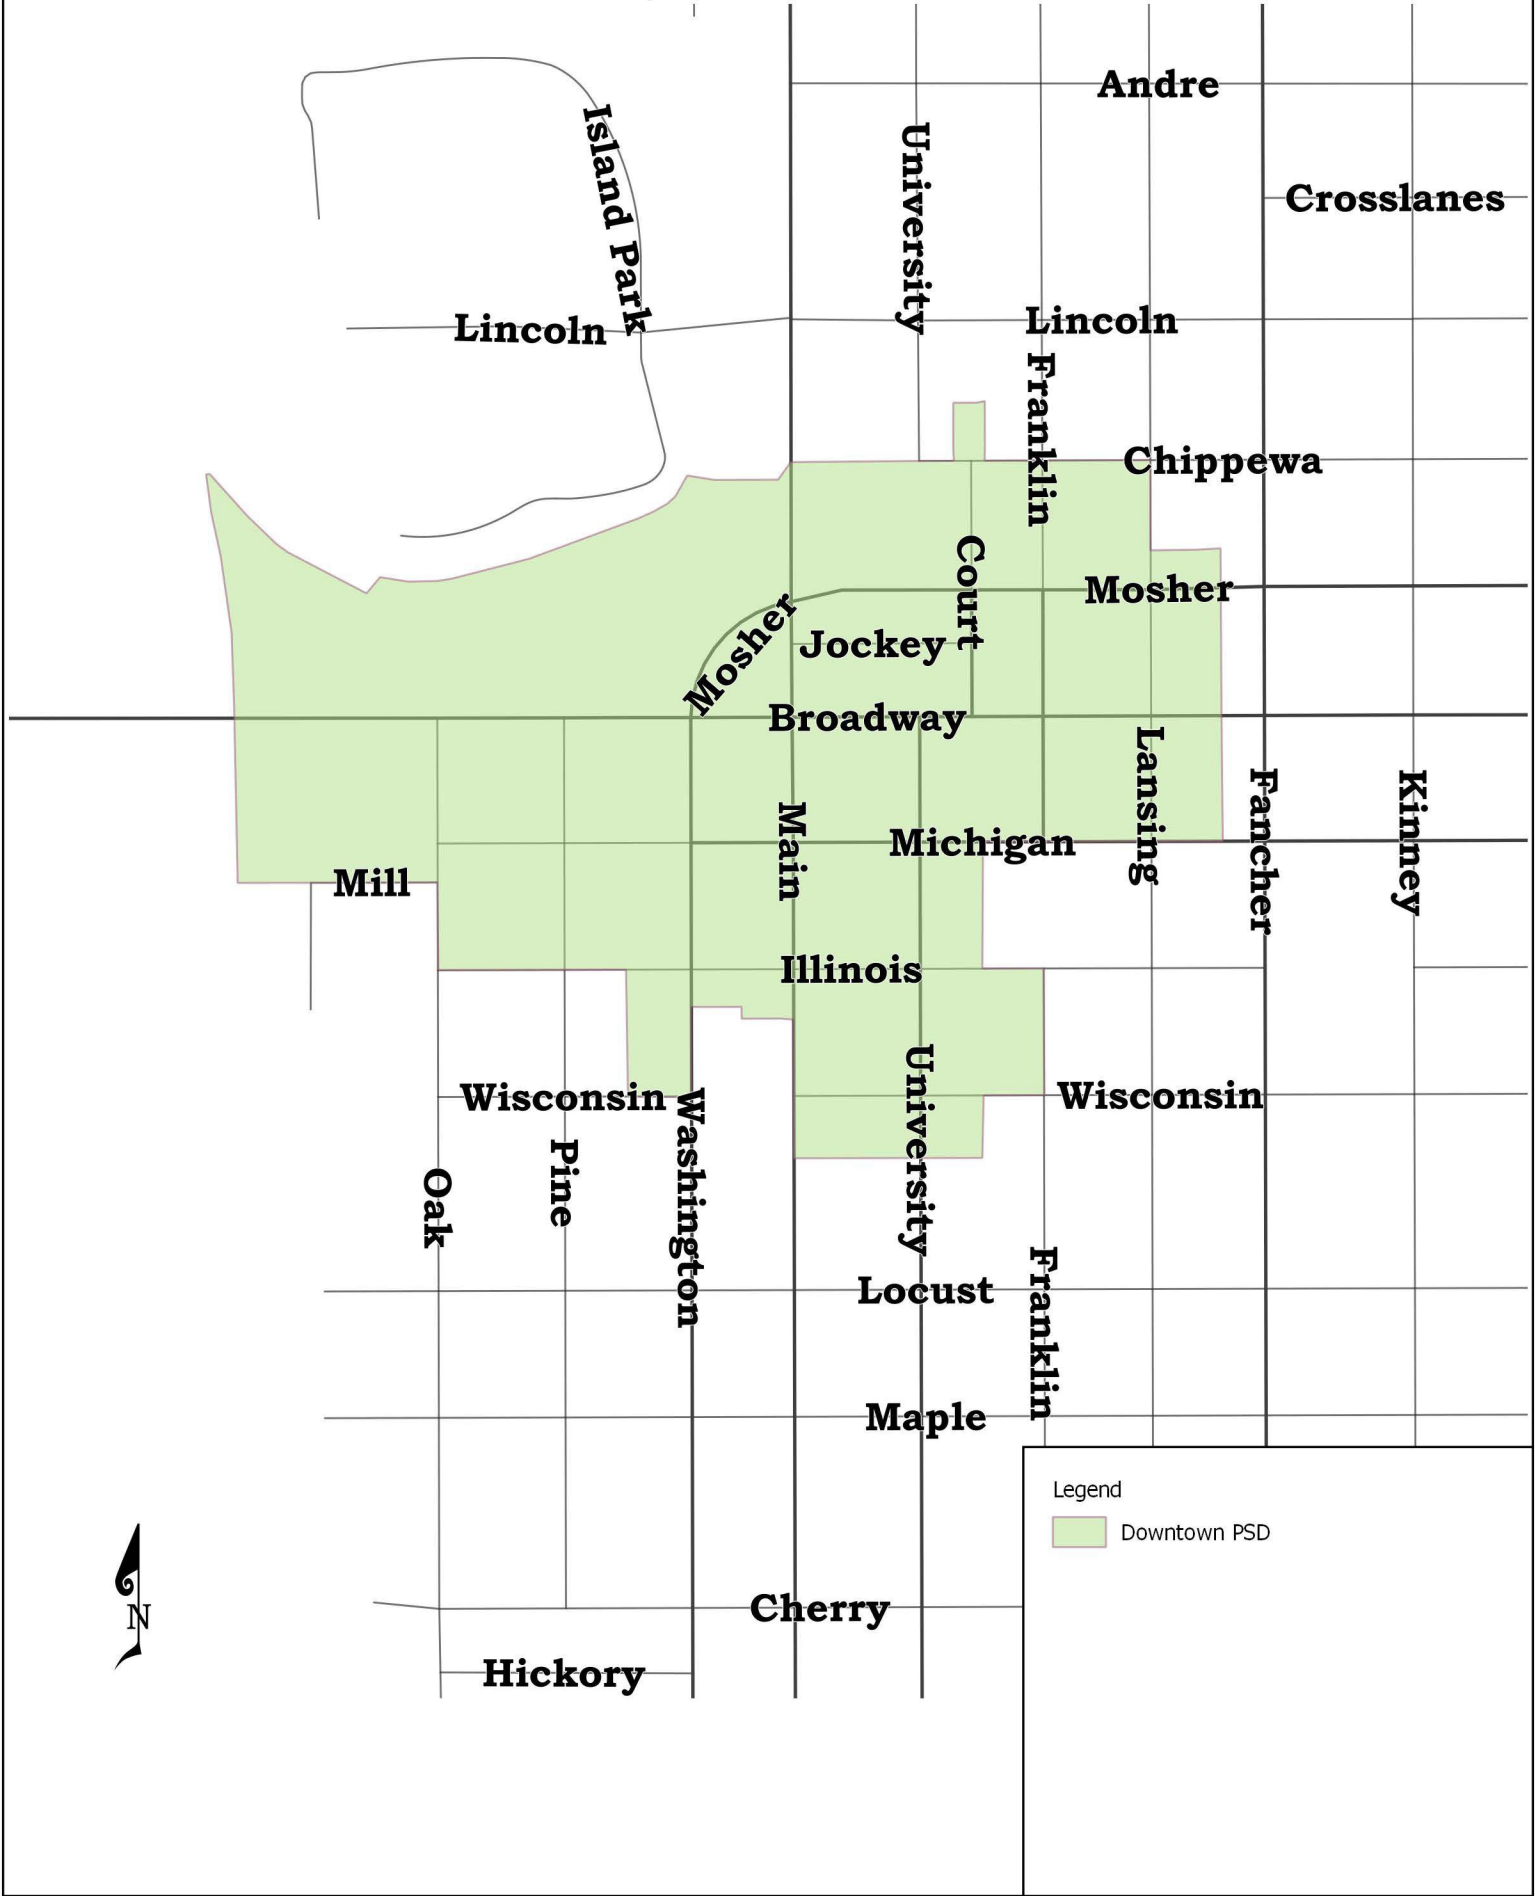 Andre
Island Park
University
Crosslanes
Lincoln
Lincoln
Franklin
Chippewa
Court
Mosher
Mosher
Jockey
Broadway
Lansing
Fancher
Kinney
Main
Michigan
Mill
Illinois
University
Wisconsin
Wisconsin
Washington
Pine
Oak
Franklin
Locust
Maple
Legend
Downtown PSD
N
Cherry
Hickory